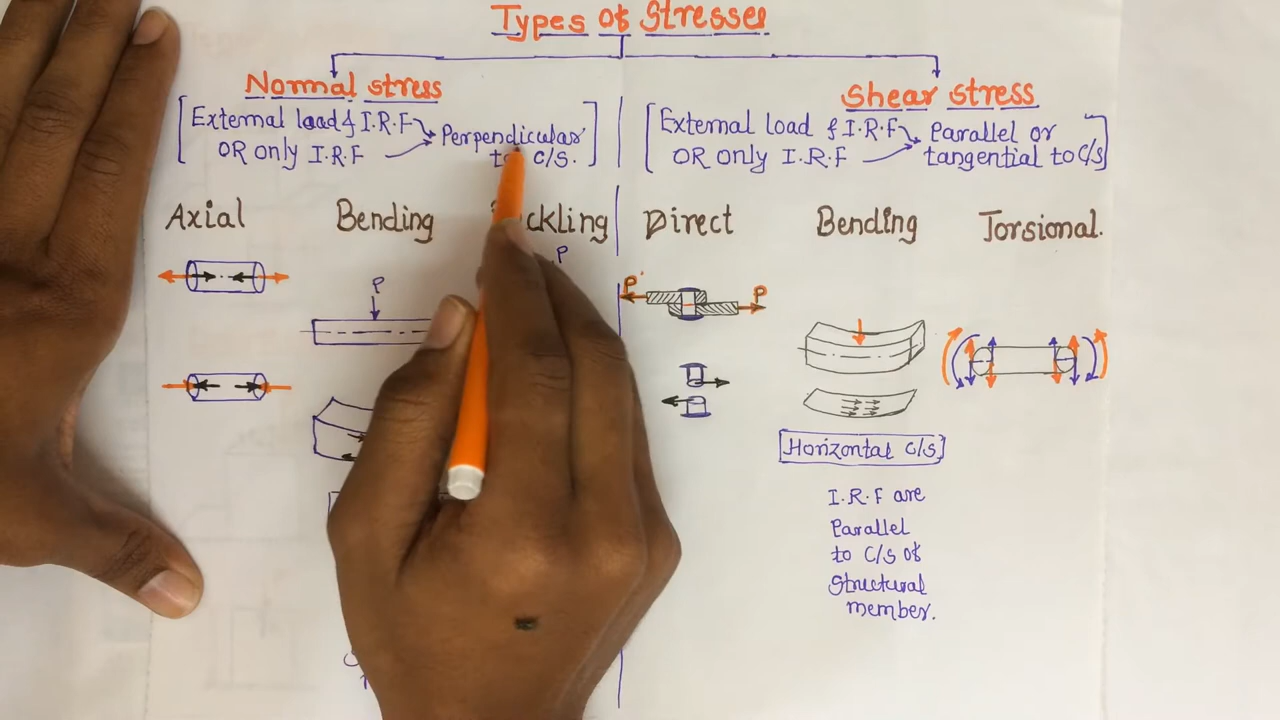 Types of Stresses
Normal stress
[External load & I.R.F
OR only I.R.F
Perpendicular
to C/S.]
Shear stress
[External load & I.R.F
OR only I.R.F
Parallel or
tangential to C/S]
Axial
Bending
Direct
Bending
Torsional.
P
P
P
P
Horizontal C/S
I.R.F are
Parallel
to C/S of
Structural
member.